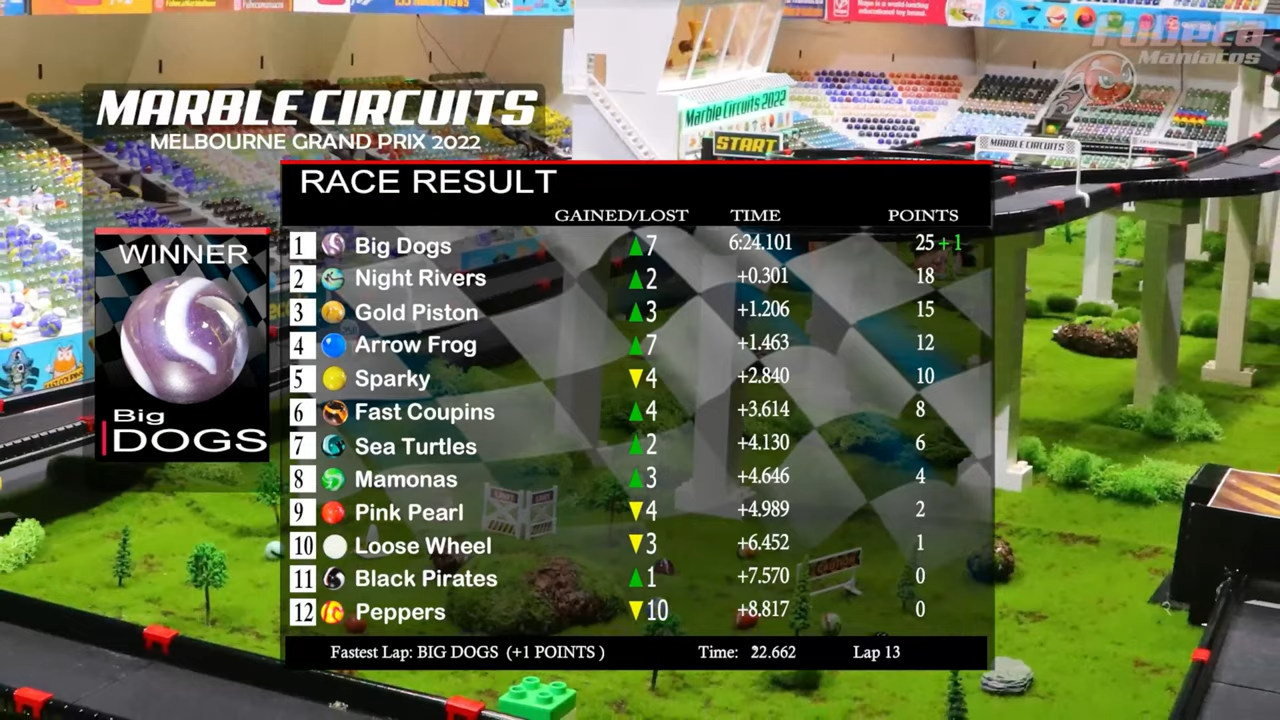 Fubeca
Maniacos
MARBLE CIRCUITS
MELBOURNE GRAND PRIX 2022
Marble Circuits 2022
START
MARBLE CIRCUITS
RACE RESULT
GAINED/LOST TIME POINTS
WINNER
Big
DOGS
1 Big Dogs ▲7 6:24.101 25 +1
2 Night Rivers ▲2 +0.301 18
3 Gold Piston ▲3 +1.206 15
4 Arrow Frog ▲7 +1.463 12
5 Sparky ▼4 +2.840 10
6 Fast Coupins ▲4 +3.614 8
7 Sea Turtles ▲2 +4.130 6
8 Mamonas ▲3 +4.646 4
9 Pink Pearl ▼4 +4.989 2
10 Loose Wheel ▼3 +6.452 1
11 Black Pirates ▲1 +7.570 0
12 Peppers ▼10 +8.817 0
Fastest Lap: BIG DOGS (+1 POINTS ) Time: 22.662 Lap 13